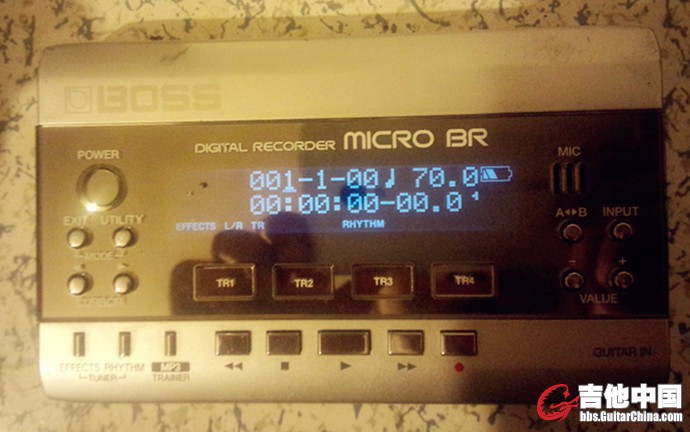 BOSS
DIGITAL RECORDER MICRO BR
POWER
MIC
001-1-00♩ 70.0
00:00:00-00.0 4
EFFECTS L/R TR RHYTHM
EXIT UTILITY
MODE
CURSOR
A◄►B INPUT
- +
VALUE
TR1 TR2 TR3 TR4
EFFECTS RHYTHM
TUNER
MP3
TRAINER
◄◄ ■ ► ►► ●
GUITAR IN
吉他中国
bbs.GuitarChina.com